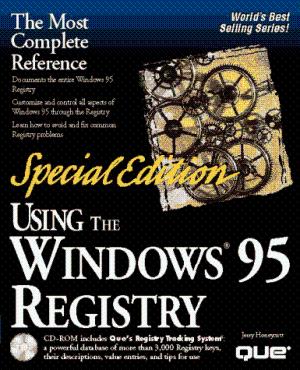 The Most
Complete
Reference
World's Best
Selling Series!
Documents the entire Windows 95
Registry
Customize and control all aspects of
Windows 95 through the Registry
Learn how to avoid and fix common
Registry problems
Special Edition
USING THE
WINDOWS® 95
REGISTRY
Jerry Honeycutt
CD-ROM includes Que's Registry Tracking System:
a powerful database of more than 3,000 Registry keys,
their descriptions, value entries, and tips for use
QUE®